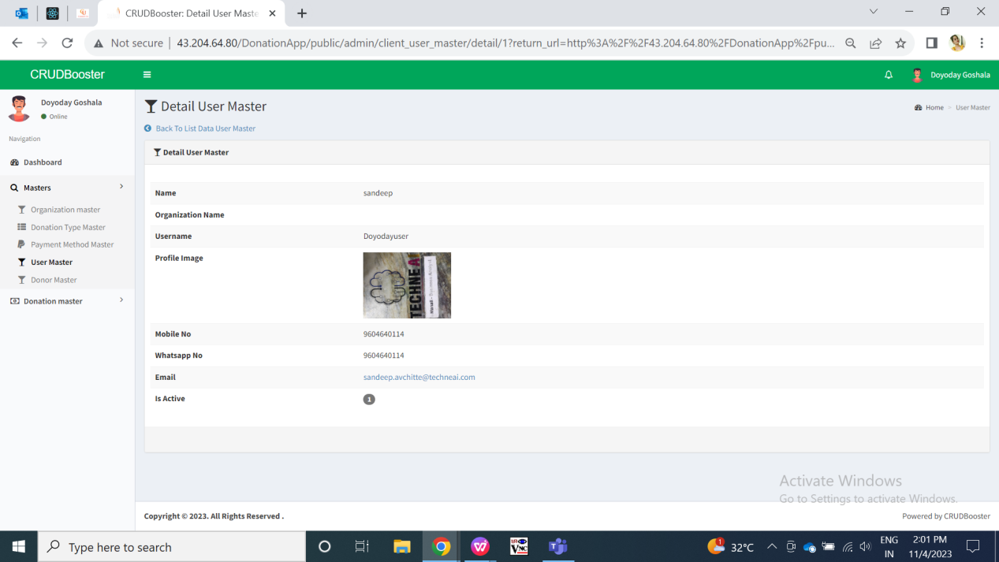 CRUDBooster: Detail User Maste
Not secure | 43.204.64.80/DonationApp/public/admin/client_user_master/detail/1?return_url=http%3A%2F%2F43.204.64.80%2FDonationApp%2Fpu...
CRUDBooster
Doyoday Goshala
Doyoday Goshala
Online
Navigation
Dashboard
Masters
Organization master
Donation Type Master
Payment Method Master
User Master
Donor Master
Donation master
Detail User Master
Home > User Master
Back To List Data User Master
Detail User Master
Name sandeep
Organization Name
Username Doyodayuser
Profile Image
TECHNE A
Mobile No 9604640114
Whatsapp No 9604640114
Email sandeep.avchitte@techneai.com
Is Active 1
Activate Windows
Go to Settings to activate Windows.
Copyright © 2023. All Rights Reserved .
Powered by CRUDBooster
Type here to search
1
32°C
ENG
IN
2:01 PM
11/4/2023